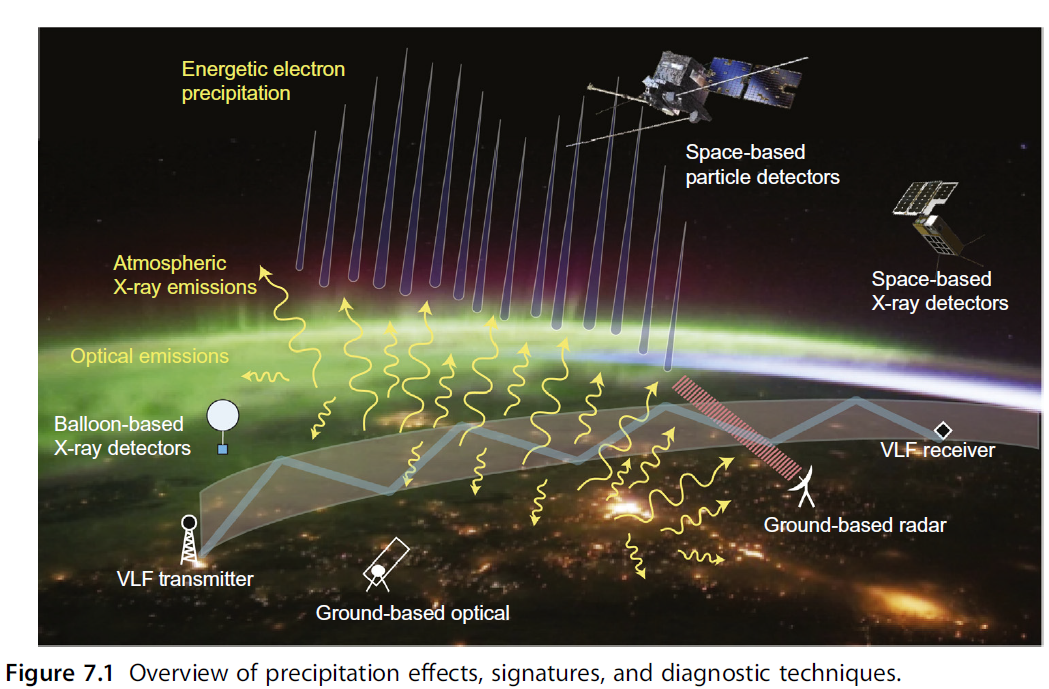 Energetic electron
precipitation
Space-based
particle detectors
Atmospheric
X-ray emissions
Space-based
X-ray detectors
Optical emissions
Balloon-based
X-ray detectors
VLF receiver
Ground-based radar
VLF transmitter
Ground-based optical
Figure 7.1 Overview of precipitation effects, signatures, and diagnostic techniques.